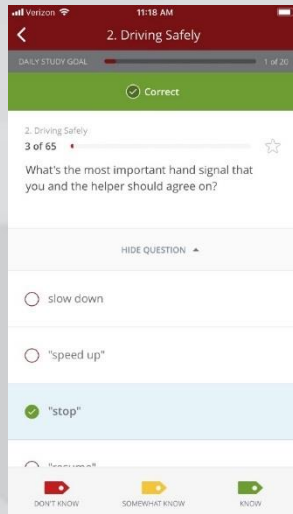 Verizon 11:18 AM
2. Driving Safely
DAILY STUDY GOAL 1 of 20
Correct
2. Driving Safely
3 of 65
What's the most important hand signal that
you and the helper should agree on?
HIDE QUESTION
slow down
"speed up"
"stop"
"resume"
DON'T KNOW SOMEWHAT KNOW KNOW